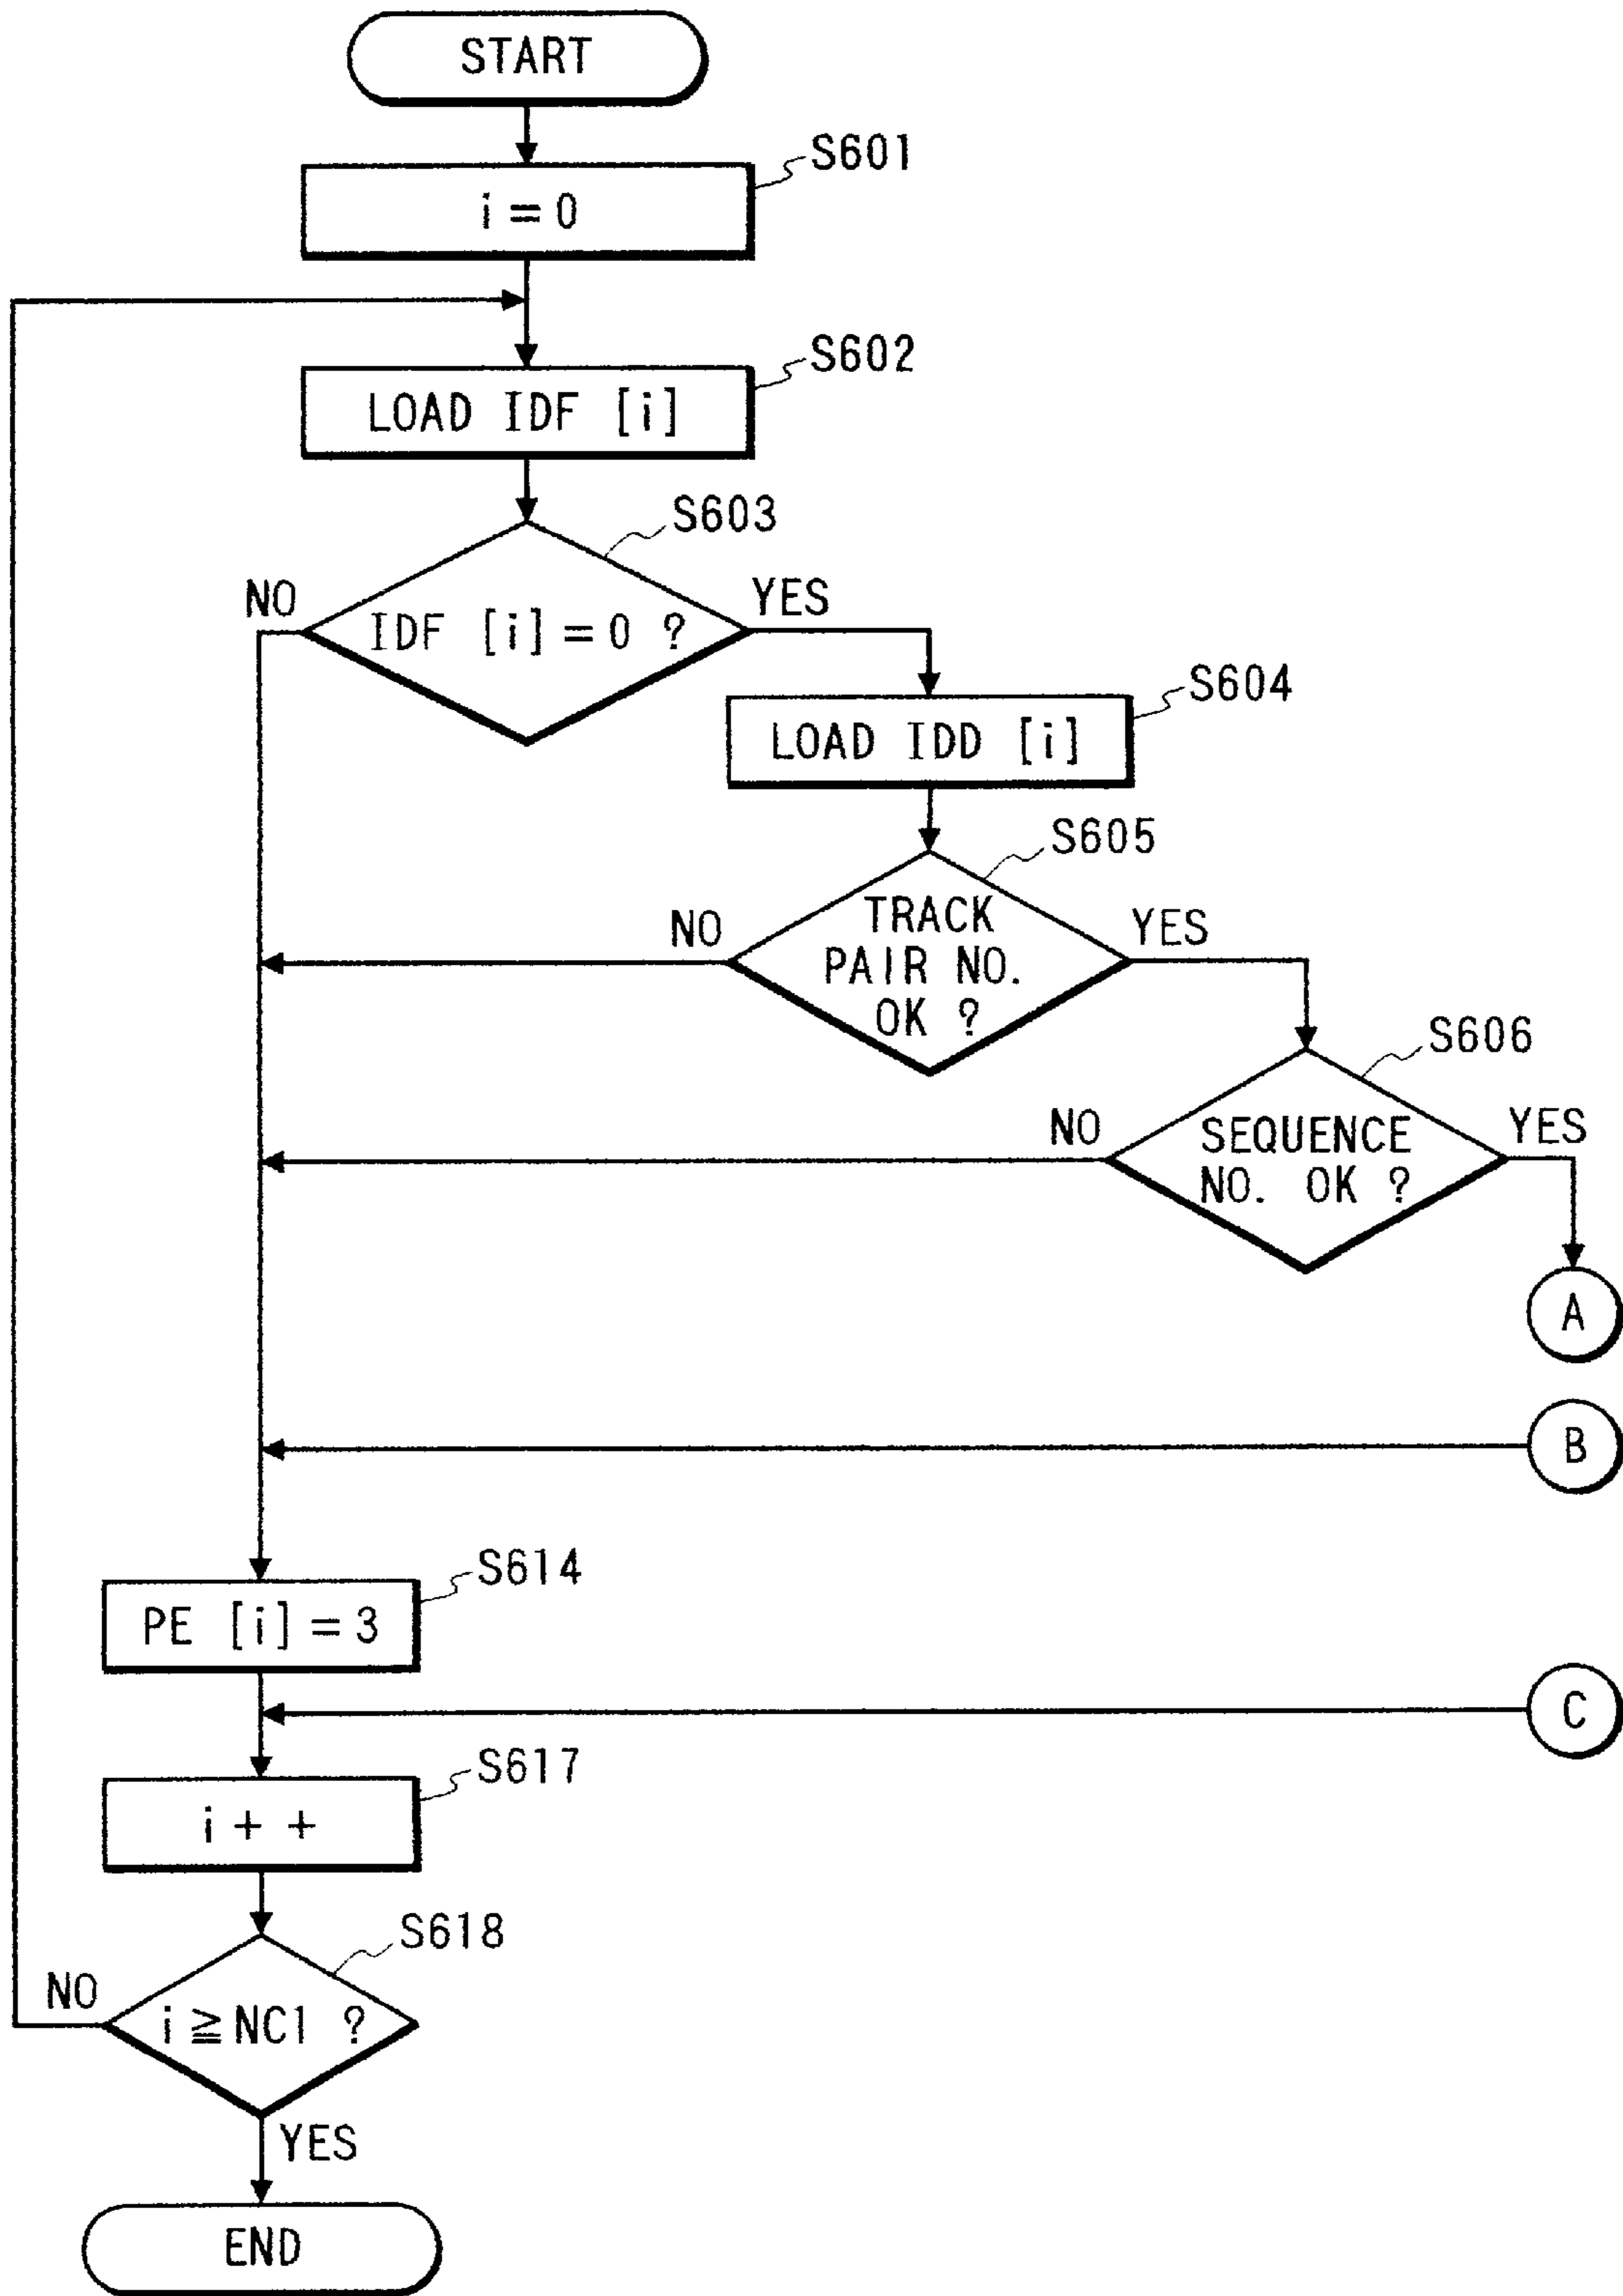 START
S601
i = 0
S602
LOAD IDF [i]
S603
NO
YES
IDF [i] = 0 ?
S604
LOAD IDD [i]
S605
NO
YES
TRACK
PAIR NO.
OK ?
S606
NO
YES
SEQUENCE
NO. OK ?
A
B
S614
PE [i] = 3
C
S617
i + +
S618
NO
i ≧ NC1 ?
YES
END